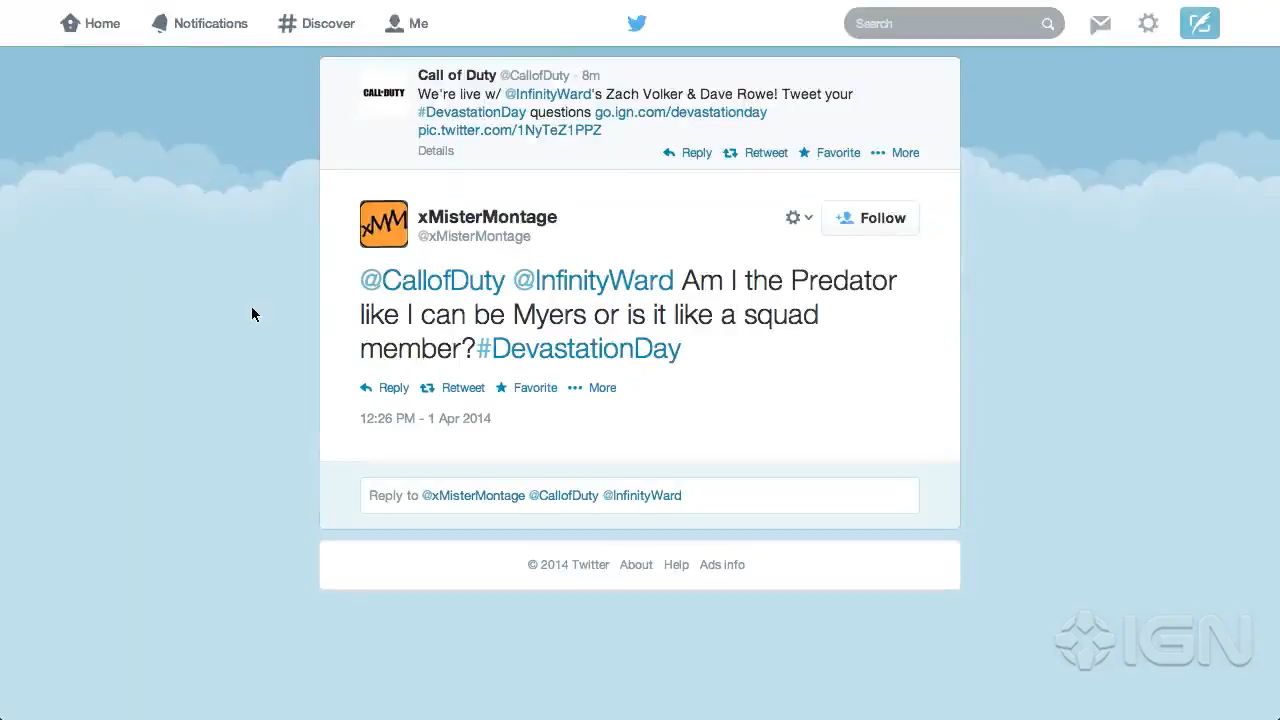 Home Notifications Discover Me Search
Call of Duty @CallofDuty · 8m
CALL·DUTY
We're live w/ @InfinityWard's Zach Volker & Dave Rowe! Tweet your
#DevastationDay questions go.ign.com/devastationday
pic.twitter.com/1NyTeZ1PPZ
Details
Reply Retweet Favorite More
xMM
xMisterMontage
Follow
@xMisterMontage
@CallofDuty @InfinityWard Am I the Predator
like I can be Myers or is it like a squad
member?#DevastationDay
Reply Retweet Favorite More
12:26 PM - 1 Apr 2014
Reply to @xMisterMontage @CallofDuty @InfinityWard
© 2014 Twitter About Help Ads info
IGN